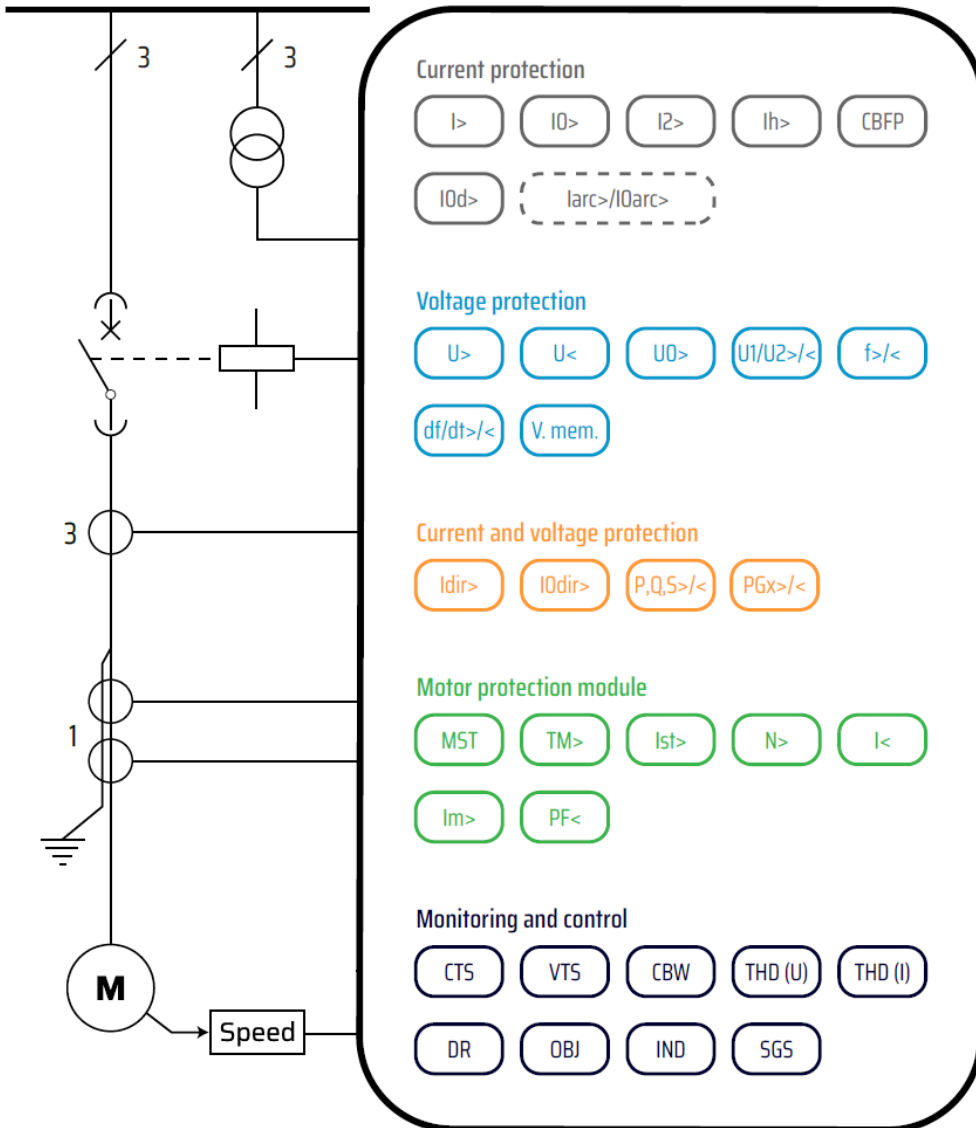 3
3
Current protection
I> I0> I2> Ih> CBFP
I0d> Iarc>/I0arc>
Voltage protection
U> U< U0> U1/U2>/< f>/<
df/dt>/< V. mem.
3
Current and voltage protection
Idir> I0dir> P,Q,S>/< PGx>/<
Motor protection module
1
MST TM> Ist> N> I<
Im> PF<
Monitoring and control
M
CTS VTS CBW THD (U) THD (I)
Speed
DR OBJ IND SGS